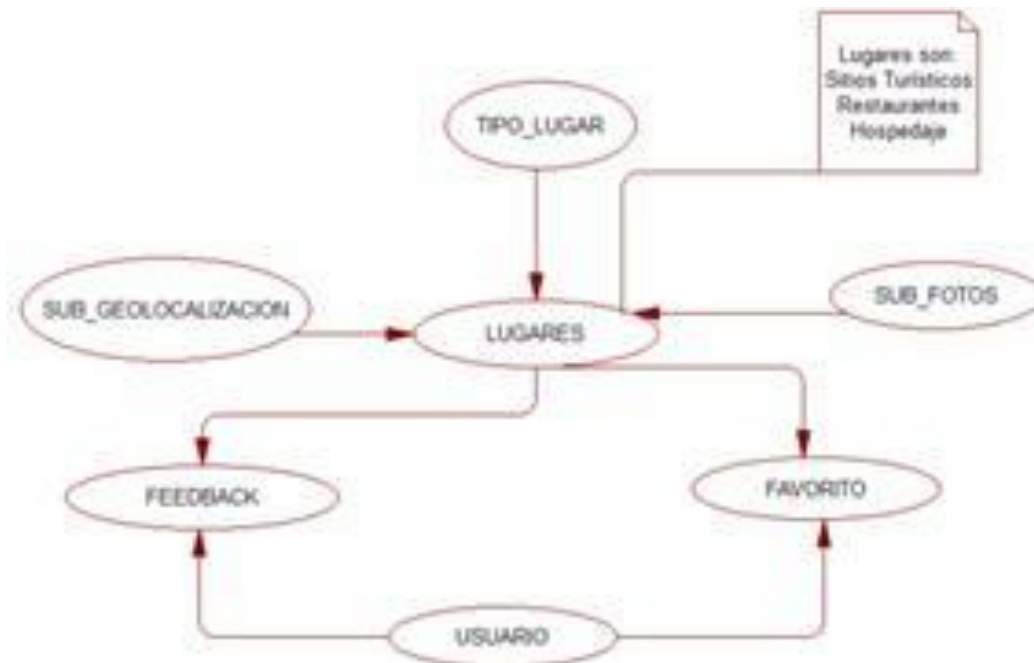 Lugares son:
Sitios Turísticos
Restaurantes
Hospedaje
TIPO_LUGAR
SUB_GEOLOCALIZACION
SUB_FOTOS
LUGARES
FEEDBACK
FAVORITO
USUARIO